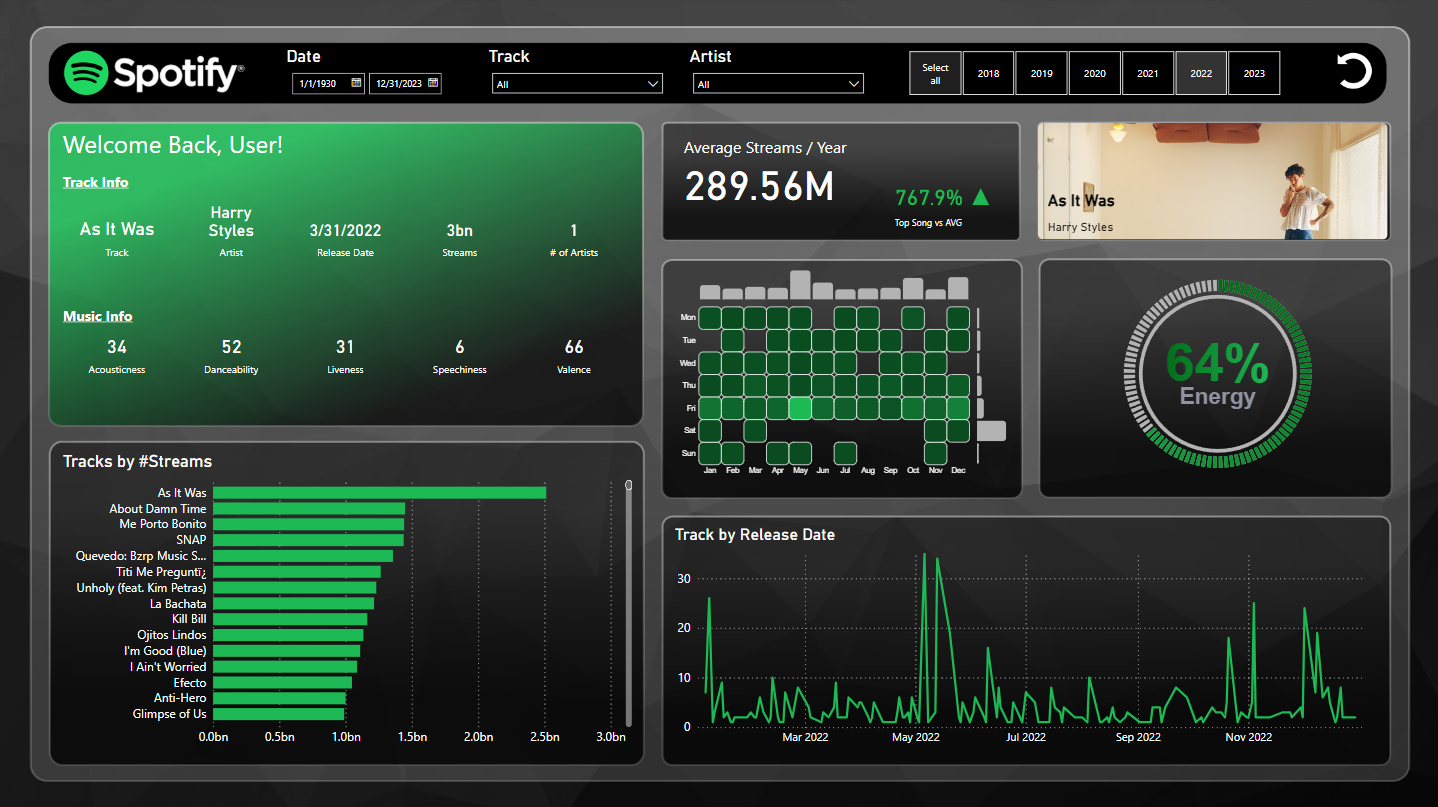 Spotify®
Date
1/1/1930
12/31/2023
Track
All
Artist
All
Select
all
2018
2019
2020
2021
2022
2023
Welcome Back, User!
Track Info
As It Was
Track
Harry
Styles
Artist
3/31/2022
Release Date
3bn
Streams
1
# of Artists
Music Info
34
Acousticness
52
Danceability
31
Liveness
6
Speechiness
66
Valence
Average Streams / Year
289.56M
767.9% ▲
Top Song vs AVG
As It Was
Harry Styles
Mon
Tue
Wed
Thu
Fri
Sat
Sun
Jan Feb Mar Apr May Jun Jul Aug Sep Oct Nov Dec
64%
Energy
Tracks by #Streams
As It Was
About Damn Time
Me Porto Bonito
SNAP
Quevedo: Bzrp Music S...
Titi Me Preguntï¿
Unholy (feat. Kim Petras)
La Bachata
Kill Bill
Ojitos Lindos
I'm Good (Blue)
I Ain't Worried
Efecto
Anti-Hero
Glimpse of Us
0.0bn 0.5bn 1.0bn 1.5bn 2.0bn 2.5bn 3.0bn
Track by Release Date
30
20
10
0
Mar 2022 May 2022 Jul 2022 Sep 2022 Nov 2022